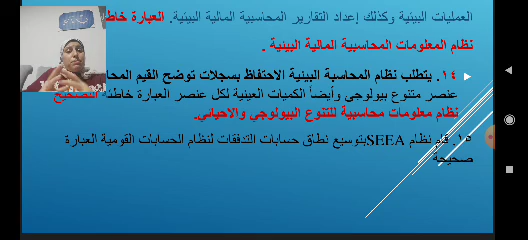 العمليات البيئية وكذلك إعداد التقارير المحاسبية المالية البيئية. العبارة
نظام المعلومات المحاسبية المالية البيئية .
١٤. يتطلب نظام المحاسبة البيئية الاحتفاظ بسجلات توضح القيم
عنصر متنوع بيولوجي وأيضاً الكميات العينية لكل عنصر العبارة خاطئة التصحيح
نظام معلومات محاسبية للتنوع البيولوجي والاحيائي.
١٥. قام نظام SEEA بتوسيع نطاق حسابات التدفقات لنظام الحسابات القومية العبارة
صحيحة